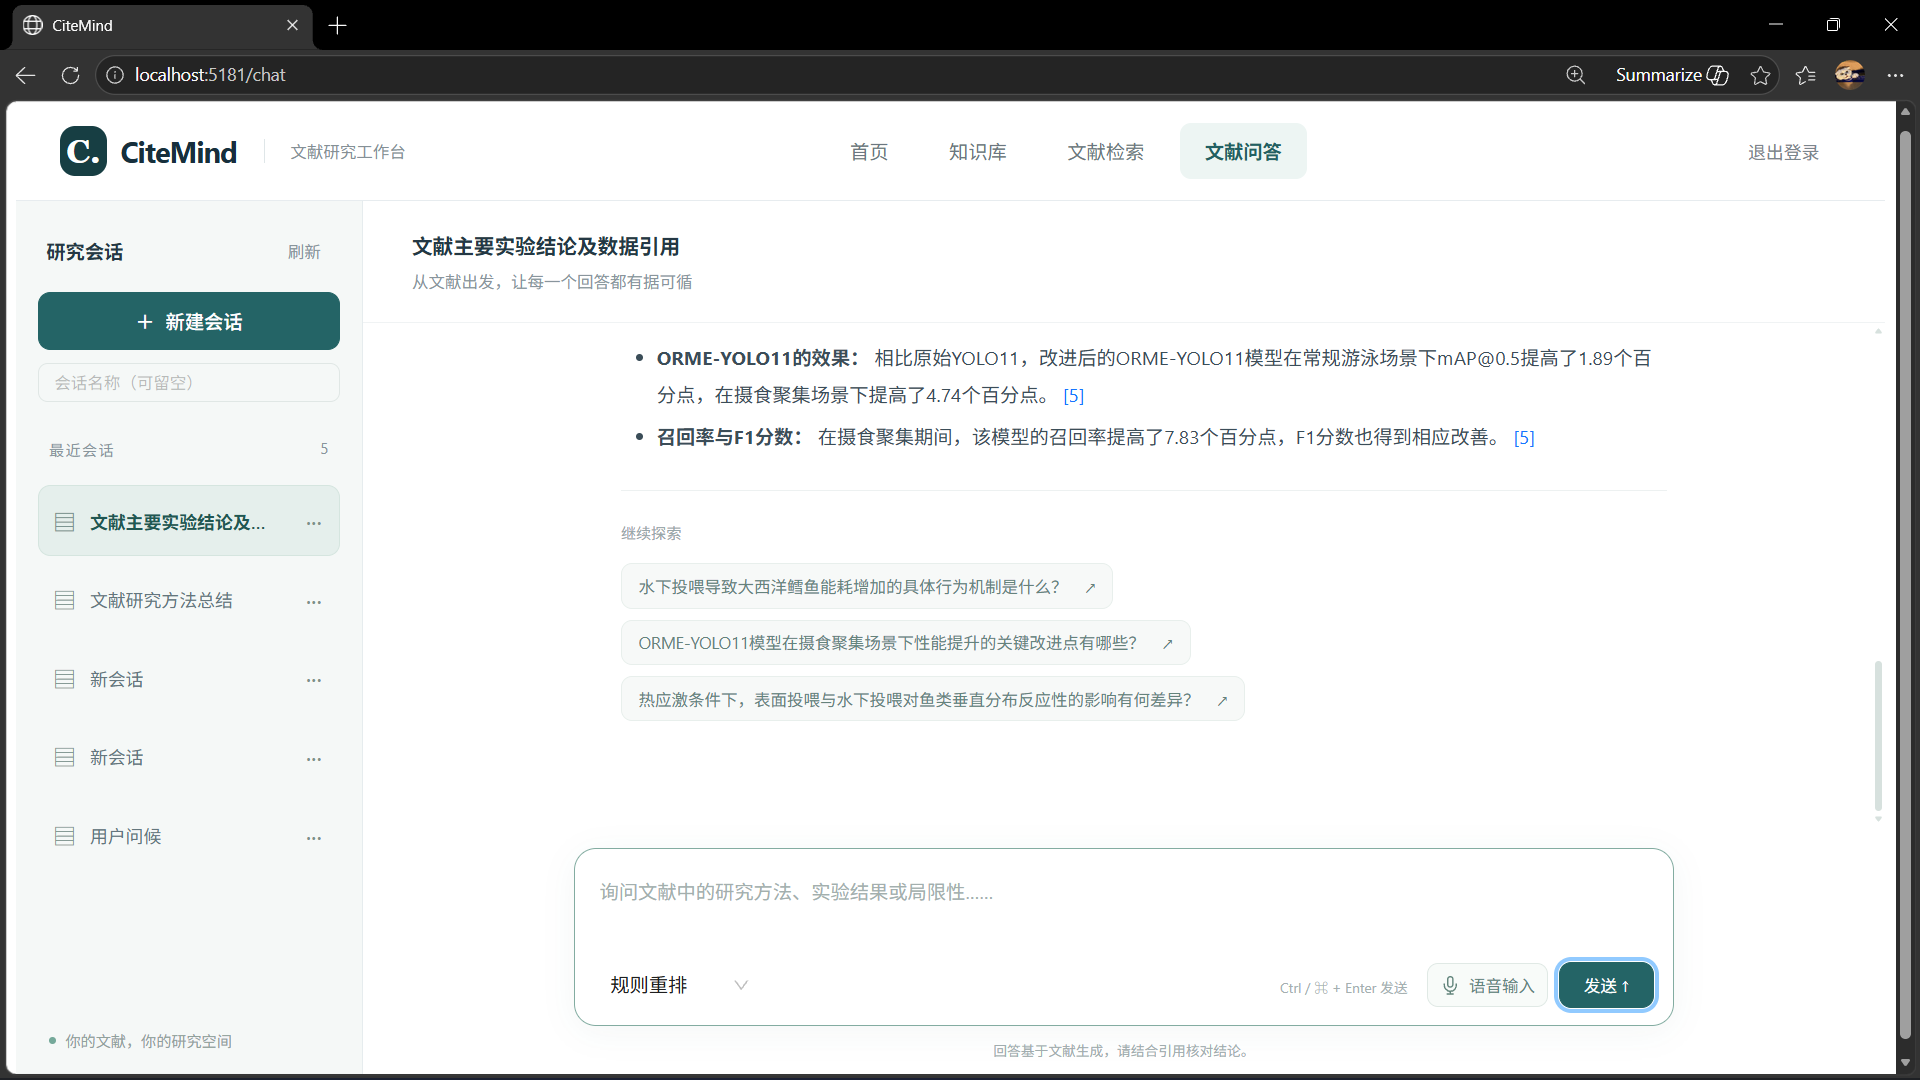 CiteMind
localhost:5181/chat
Summarize
C.
CiteMind
文献研究工作台
首页
知识库
文献检索
文献问答
退出登录
研究会话
刷新
+ 新建会话
会话名称（可留空）
最近会话
5
文献主要实验结论及...
文献研究方法总结
新会话
新会话
用户问候
你的文献，你的研究空间
文献主要实验结论及数据引用
从文献出发，让每一个回答都有据可循
ORME-YOLO11的效果： 相比原始YOLO11，改进后的ORME-YOLO11模型在常规游泳场景下mAP@0.5提高了1.89个百
分点，在摄食聚集场景下提高了4.74个百分点。 [5]
召回率与F1分数： 在摄食聚集期间，该模型的召回率提高了7.83个百分点，F1分数也得到相应改善。 [5]
继续探索
水下投喂导致大西洋鳕鱼能耗增加的具体行为机制是什么？ ↗
ORME-YOLO11模型在摄食聚集场景下性能提升的关键改进点有哪些？ ↗
热应激条件下，表面投喂与水下投喂对鱼类垂直分布反应性的影响有何差异？ ↗
询问文献中的研究方法、实验结果或局限性……
规则重排
Ctrl / ⌘ + Enter 发送
语音输入
发送 ↑
回答基于文献生成，请结合引用核对结论。